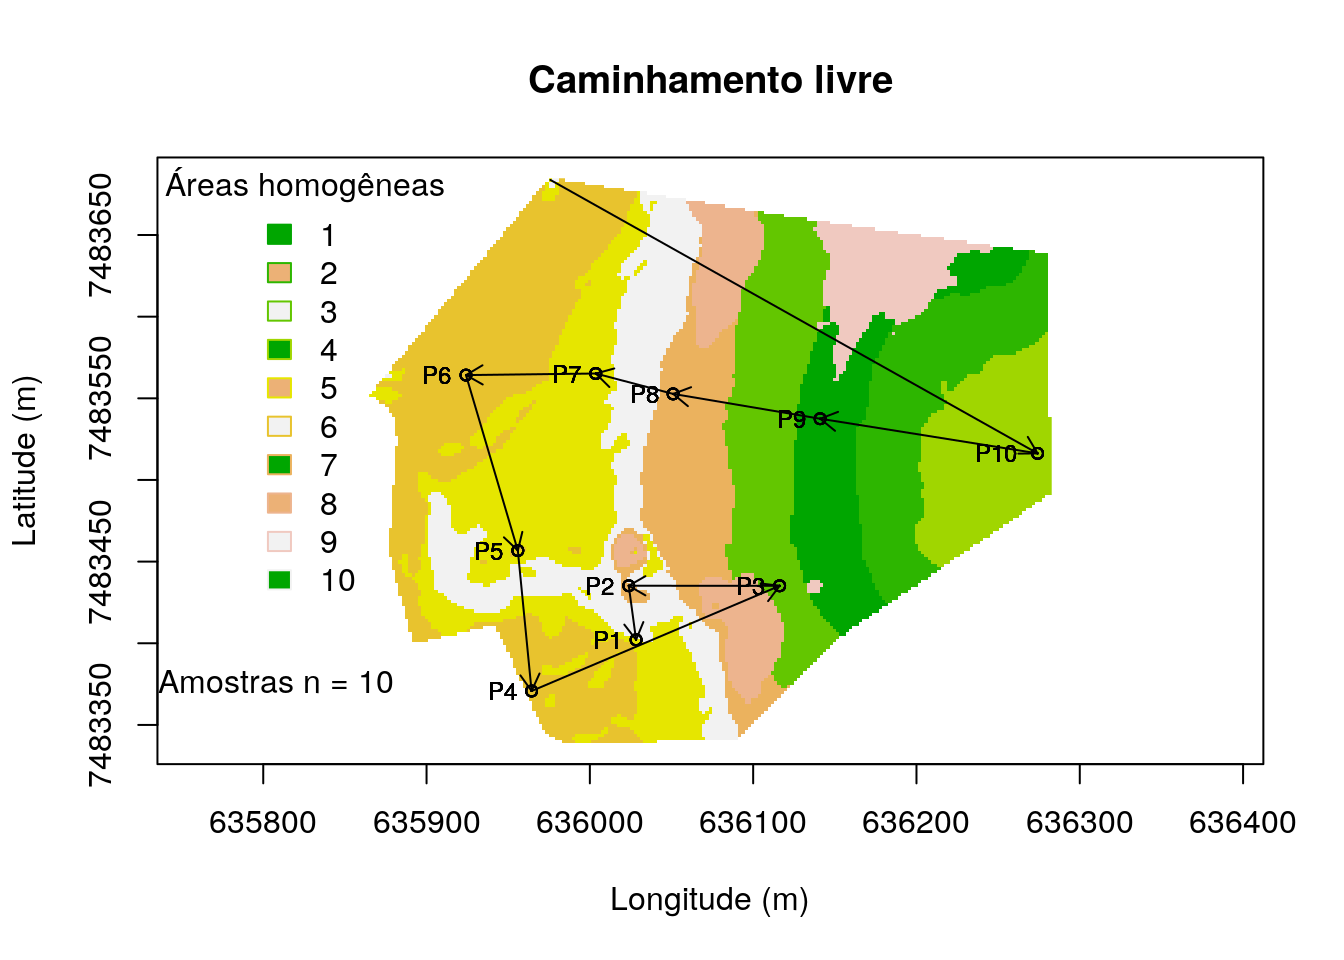 Caminhamento livre
Áreas homogêneas
1
2
3
4
5
6
7
8
9
10
P6
P7
P8
P9
P10
P5
P2
P3
P1
P4
Amostras n = 10
Latitude (m)
7483650
7483550
7483450
7483350
635800 635900 636000 636100 636200 636300 636400
Longitude (m)